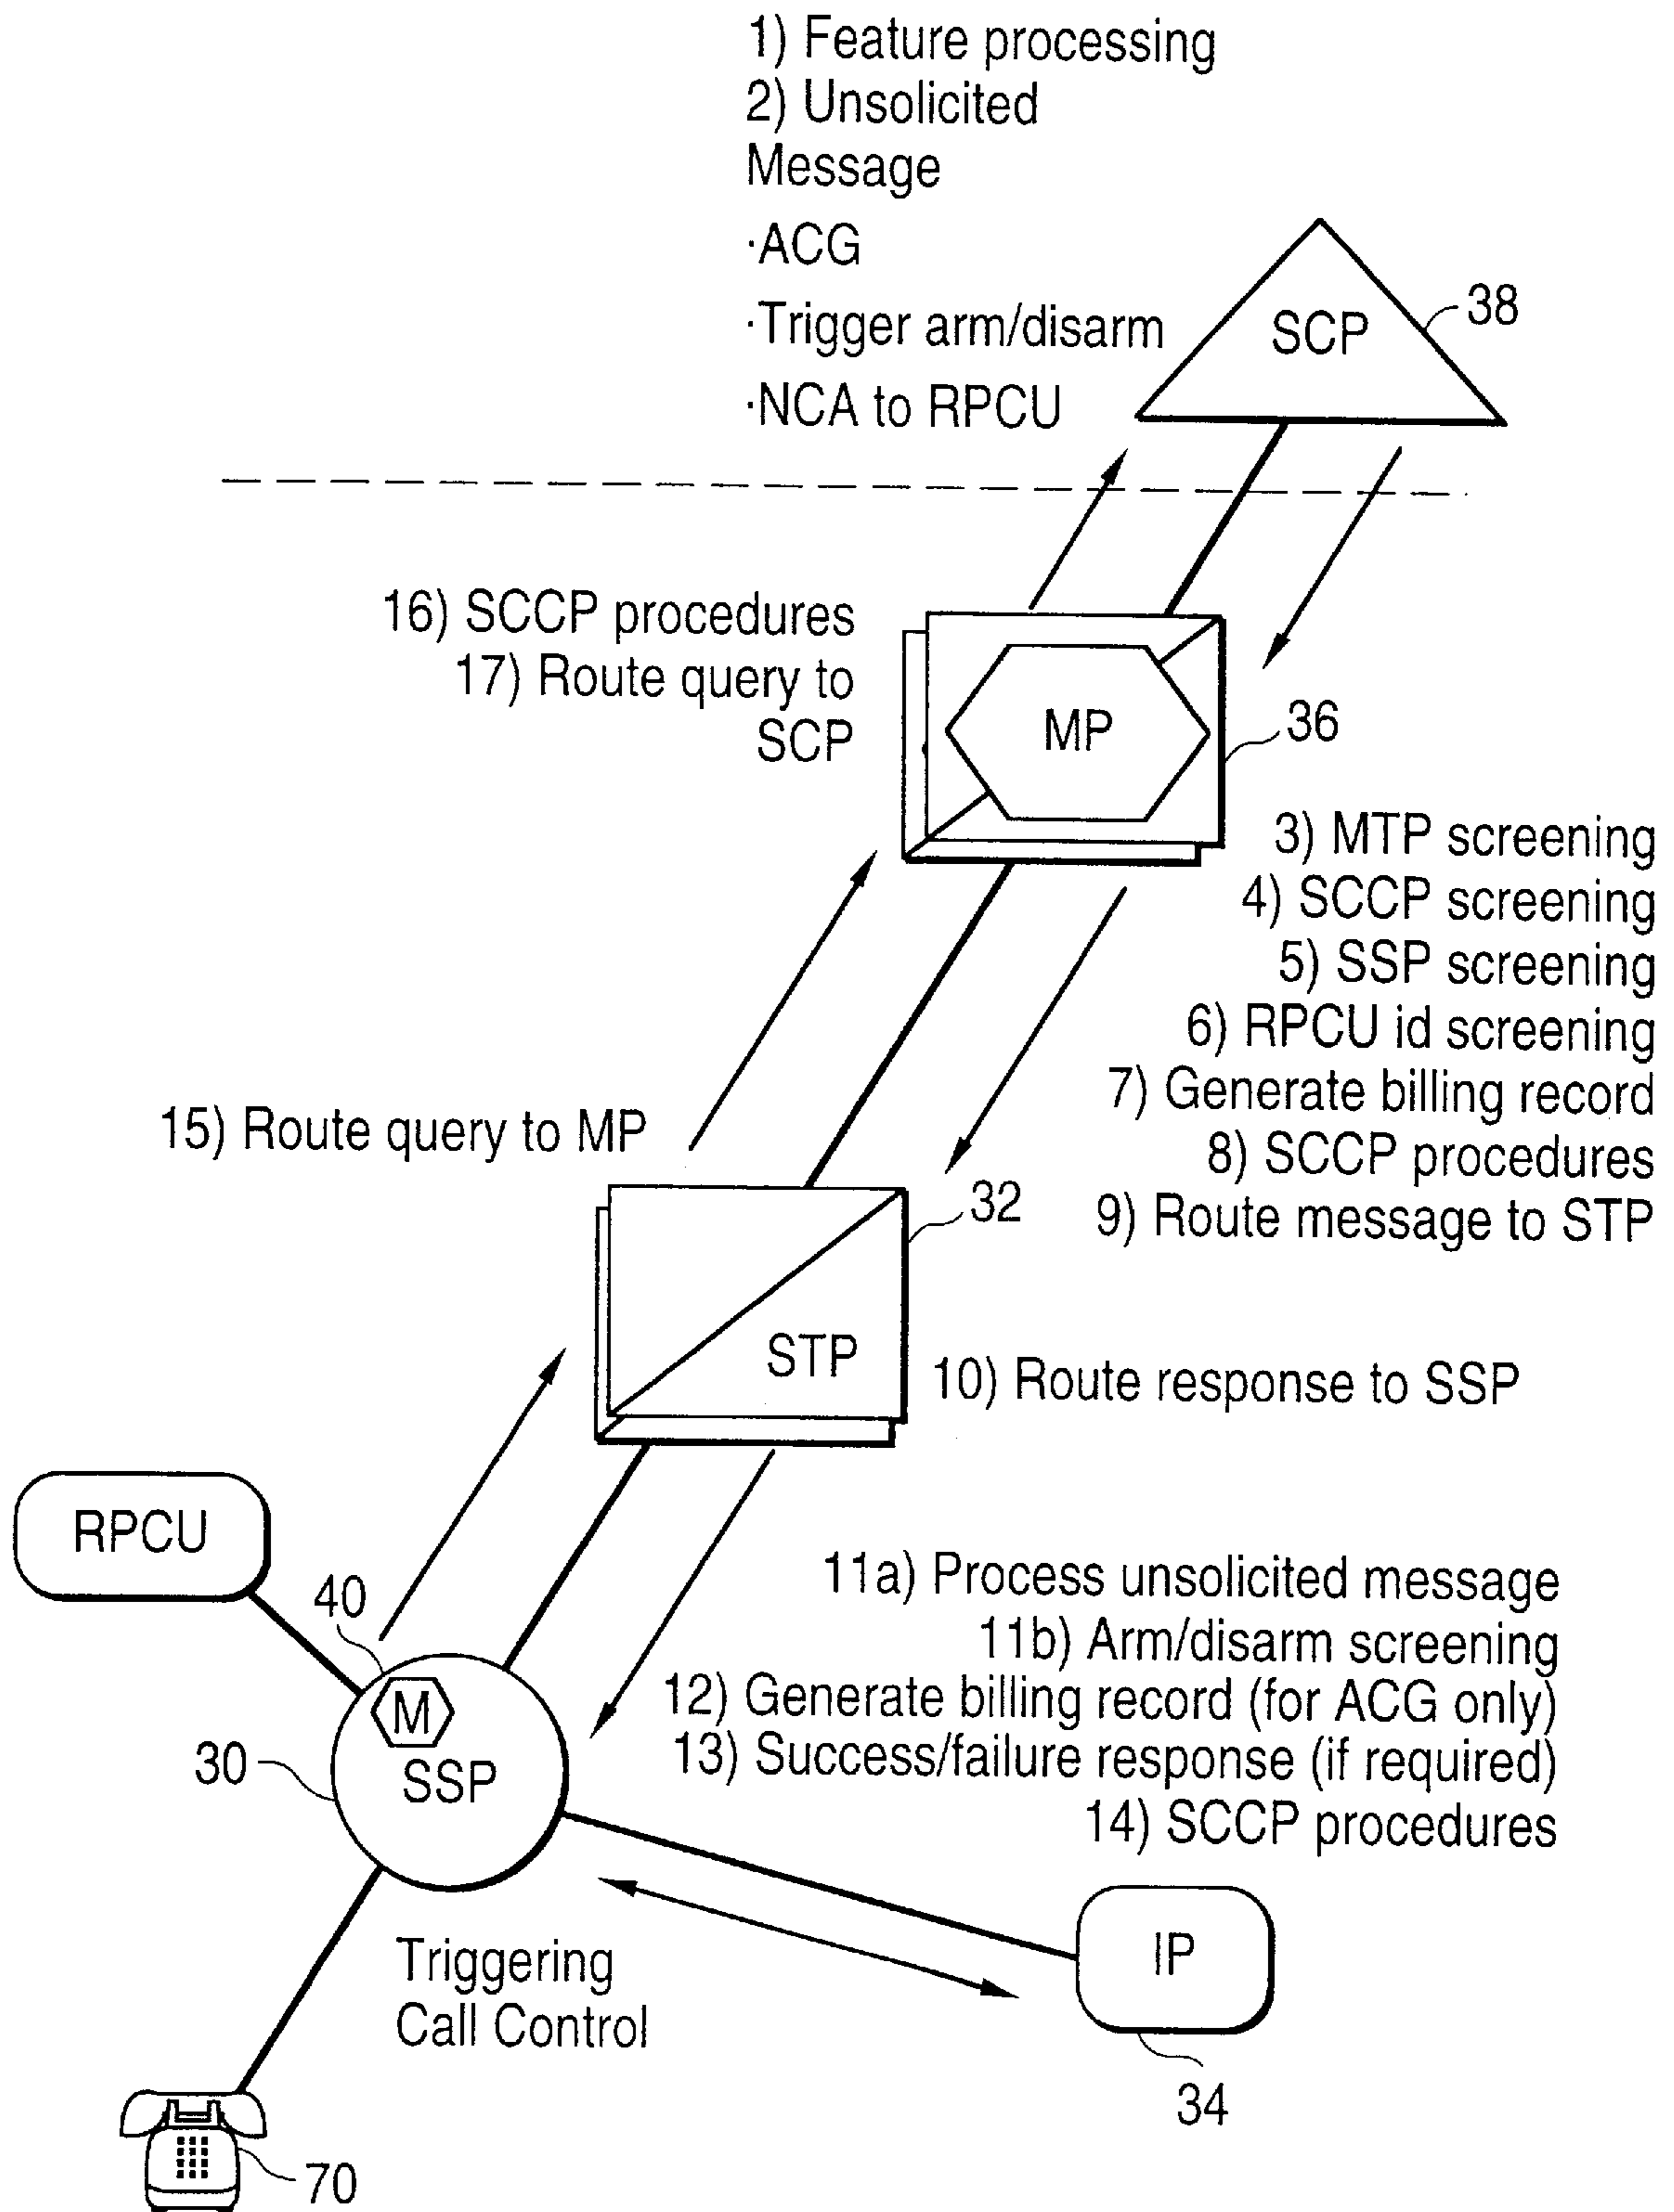 1) Feature processing
2) Unsolicited
Message
·ACG
·Trigger arm/disarm
·NCA to RPCU
SCP
38
16) SCCP procedures
17) Route query to
SCP
MP
36
3) MTP screening
4) SCCP screening
5) SSP screening
6) RPCU id screening
7) Generate billing record
8) SCCP procedures
9) Route message to STP
15) Route query to MP
32
STP
10) Route response to SSP
RPCU
40
11a) Process unsolicited message
11b) Arm/disarm screening
12) Generate billing record (for ACG only)
13) Success/failure response (if required)
14) SCCP procedures
M
30
SSP
Triggering
Call Control
IP
34
70